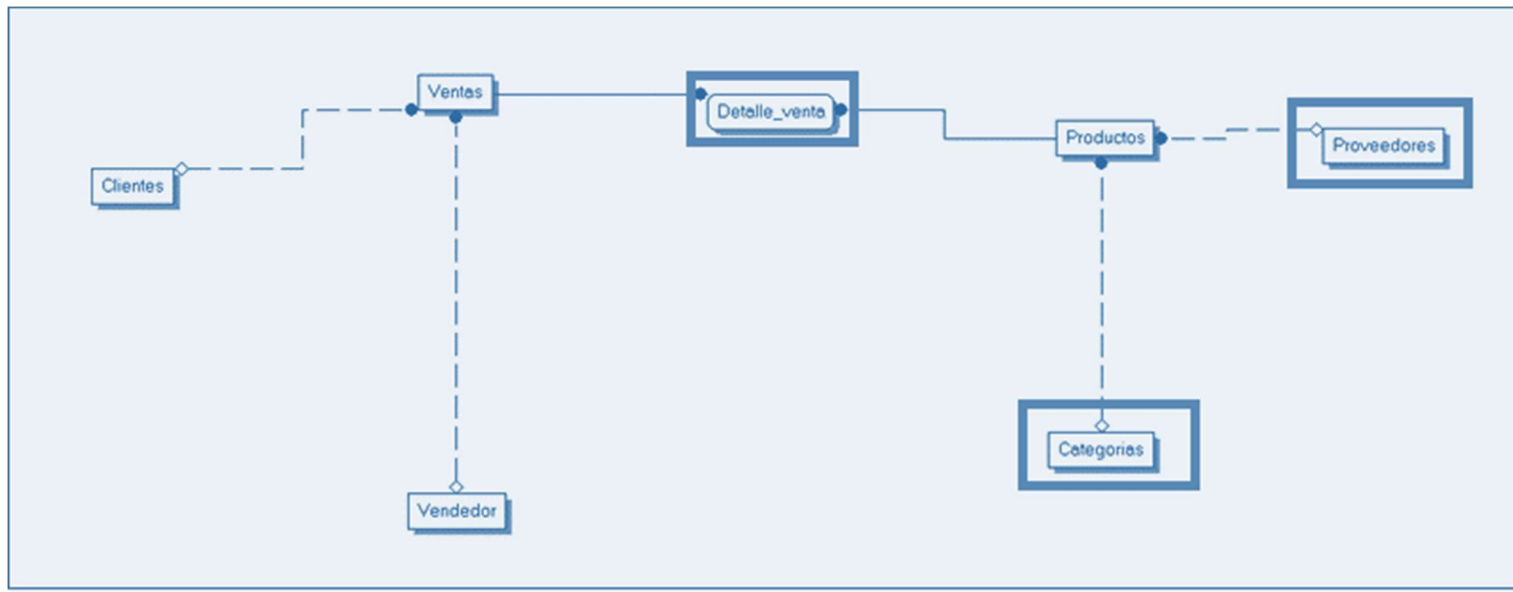 Ventas
Detalle_venta
Productos
Proveedores
Clientes
Categorias
Vendedor